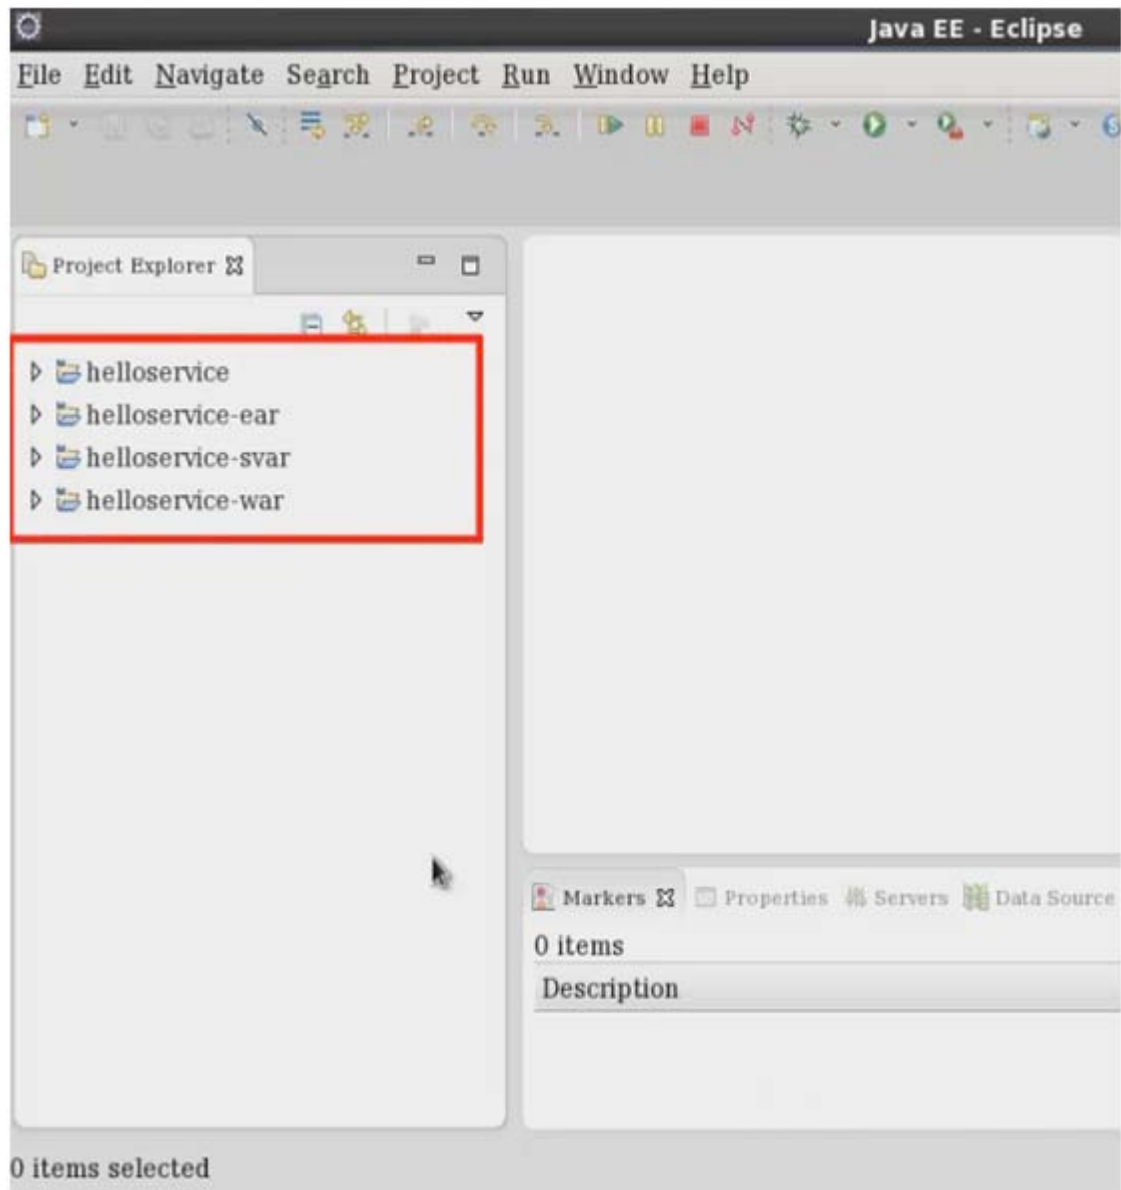 Java EE - Eclipse
File Edit Navigate Search Project Run Window Help
Project Explorer
helloservice
helloservice-ear
helloservice-svar
helloservice-war
Markers Properties Servers Data Source
0 items
Description
0 items selected